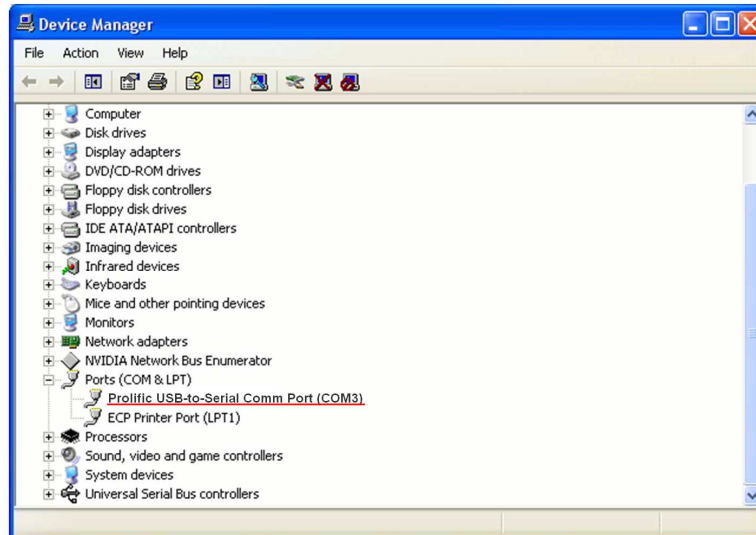 Device Manager
File Action View Help
Computer
Disk drives
Display adapters
DVD/CD-ROM drives
Floppy disk controllers
Floppy disk drives
IDE ATA/ATAPI controllers
Imaging devices
Infrared devices
Keyboards
Mice and other pointing devices
Monitors
Network adapters
NVIDIA Network Bus Enumerator
Ports (COM & LPT)
Prolific USB-to-Serial Comm Port (COM3)
ECP Printer Port (LPT1)
Processors
Sound, video and game controllers
System devices
Universal Serial Bus controllers